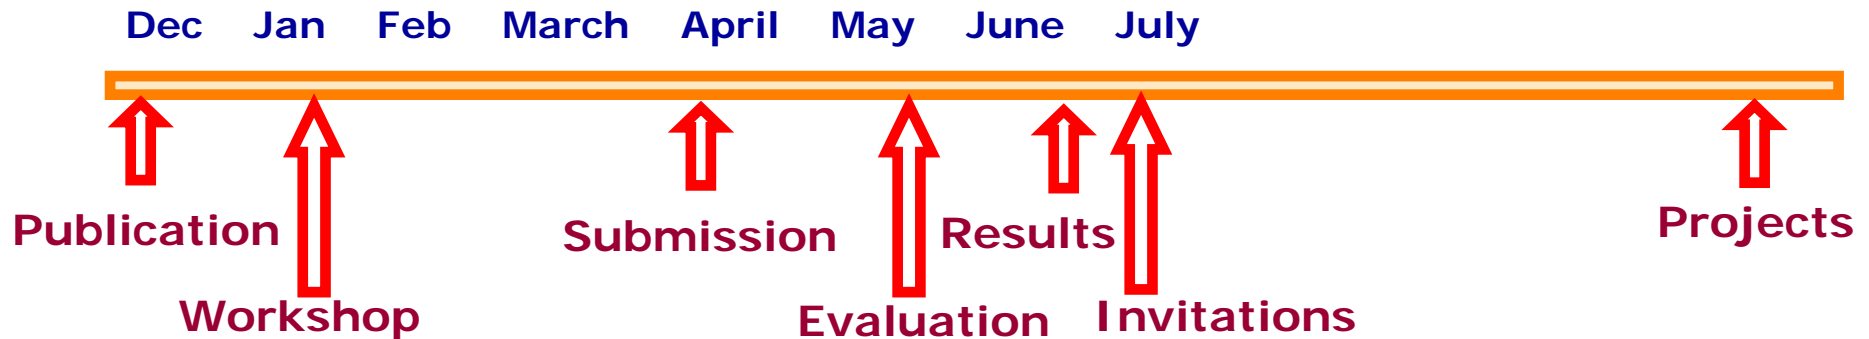 Dec Jan Feb March April May June July
Publication Submission Results Projects
Workshop Evaluation Invitations